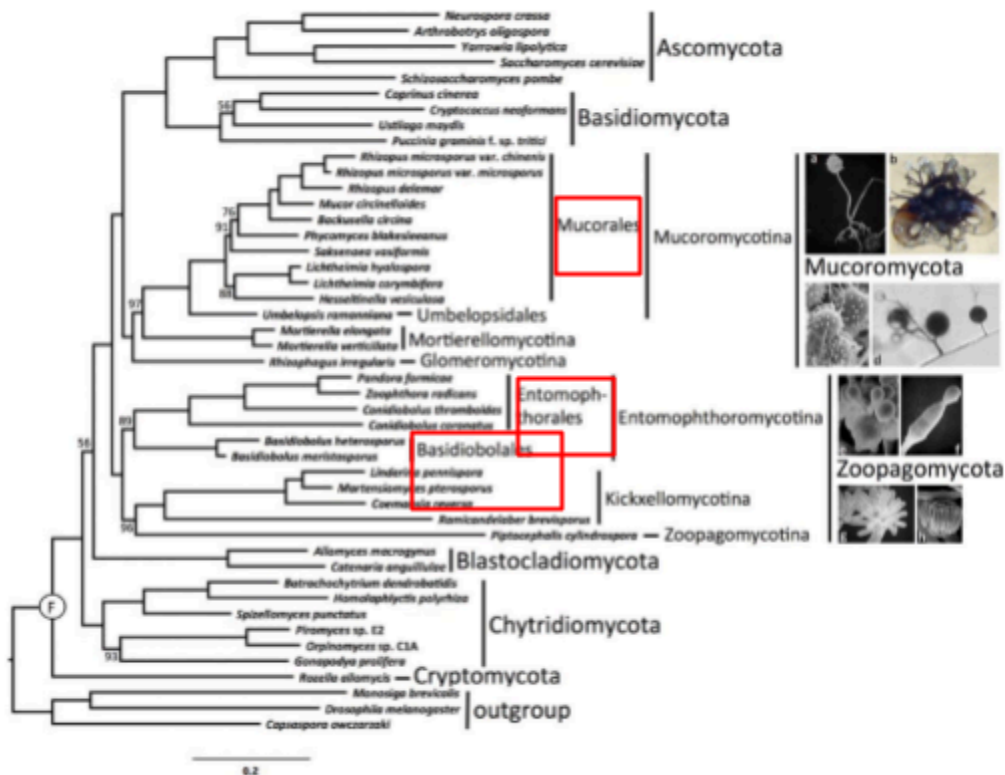 Neurospora crassa
Arthrobotrys oligospora
Yarrowia lipolytica
Saccharomyces cerevisiae
Schizosaccharomyces pombe
Ascomycota
56
Coprinus cinerea
Cryptococcus neoformans
Ustilago maydis
Puccinia graminis f. sp. tritici
Basidiomycota
Rhizopus microsporus var. chinenis
Rhizopus microsporus var. microsporus
Rhizopus delemar
76
Mucor circinelloides
91
Backusella circina
Phycomyces blakesleeanus
Saksenaea vasiformis
Lichtheimia hyalospora
88
Lichtheimia corymbifera
Hesseltinella vesiculosa
Mucorales
Mucoromycotina
97
Umbelopsis ramanniana
Umbelopsidales
Mortierella elongata
Mortierella verticillata
Mortierellomycotina
Rhizophagus irregularis
Glomeromycotina
a
b
Mucoromycota
d
89
Pandora formicae
Zoophthora radicans
Conidiobolus thromboides
Conidiobolus coronatus
Entomoph-
thorales
Entomophthoromycotina
56
Basidiobolus heterosporus
Basidiobolus meristosporus
Basidiobolales
Linderina pennispora
Martensiomyces pterosporus
Coemansia reversa
96
Ramicandelaber brevisporus
Kickxellomycotina
Piptocephalis cylindrospora
Zoopagomycotina
Zoopagomycota
h
Allomyces macrogynus
Catenaria anguillulae
Blastocladiomycota
F
Batrachochytrium dendrobatidis
Homolaphlyctis polyrhiza
Spizellomyces punctatus
Piromyces sp. E2
Orpinomyces sp. C1A
93
Gonapodya prolifera
Chytridiomycota
Rozella allomycis
Cryptomycota
Monosiga brevicolis
Drosophila melanogaster
Capsaspora owczarzaki
outgroup
0.2